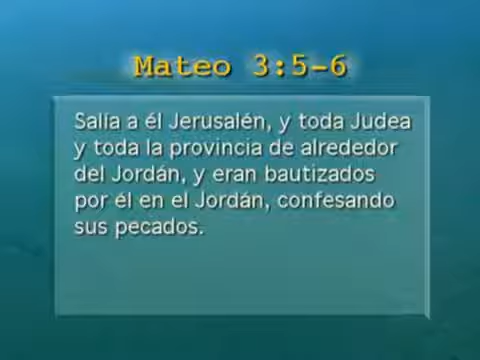 Mateo 3:5-6
Salía a él Jerusalén, y toda Judea
y toda la provincia de alrededor
del Jordán, y eran bautizados
por él en el Jordán, confesando
sus pecados.